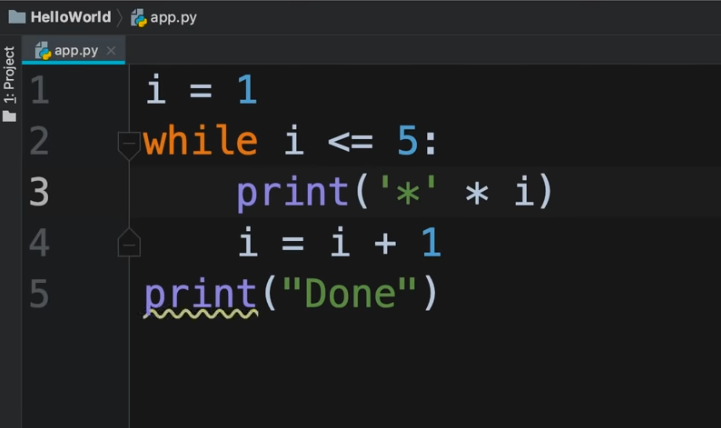 HelloWorld 〉 app.py
app.py ×
1: Project
1 i = 1
2 while i <= 5:
3     print('*' * i)
4     i = i + 1
5 print("Done")